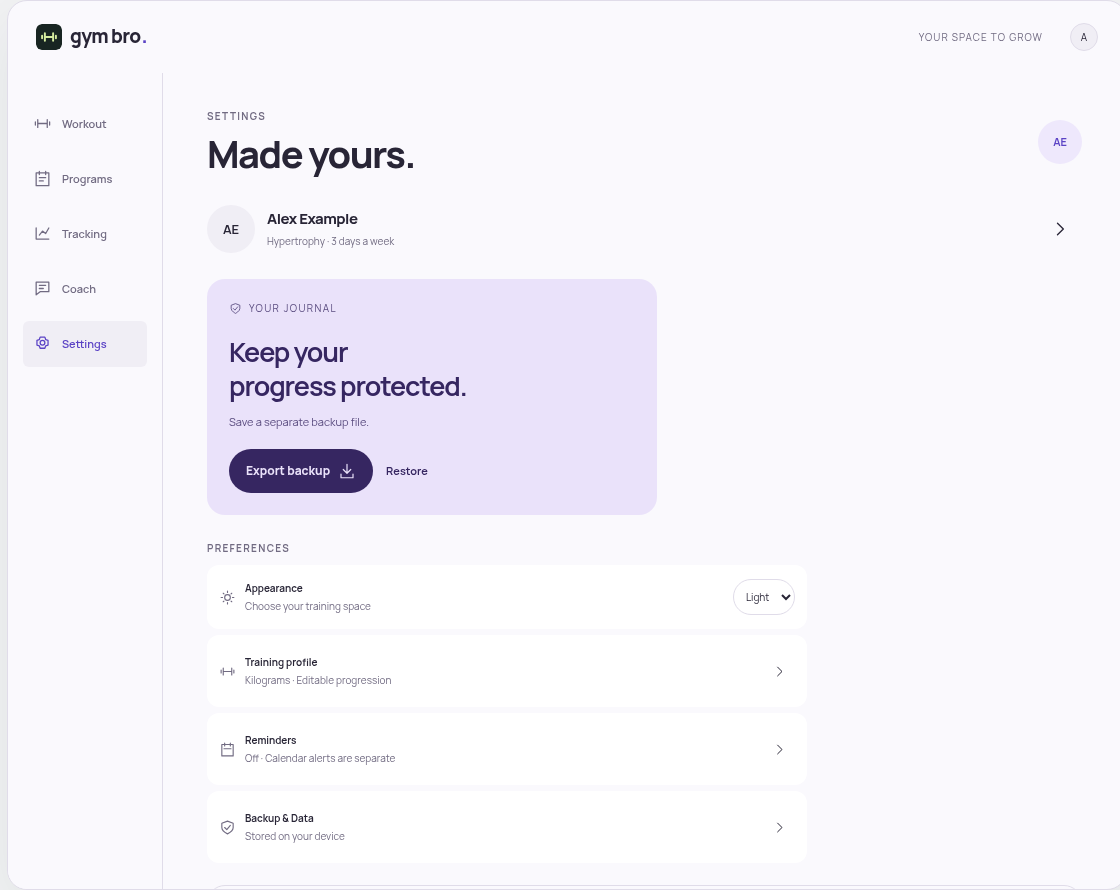 gym bro.
YOUR SPACE TO GROW
A
Workout
Programs
Tracking
Coach
Settings
SETTINGS
Made yours.
AE
AE
Alex Example
Hypertrophy · 3 days a week
YOUR JOURNAL
Keep your
progress protected.
Save a separate backup file.
Export backup
Restore
PREFERENCES
Appearance
Choose your training space
Light
Training profile
Kilograms · Editable progression
Reminders
Off · Calendar alerts are separate
Backup & Data
Stored on your device